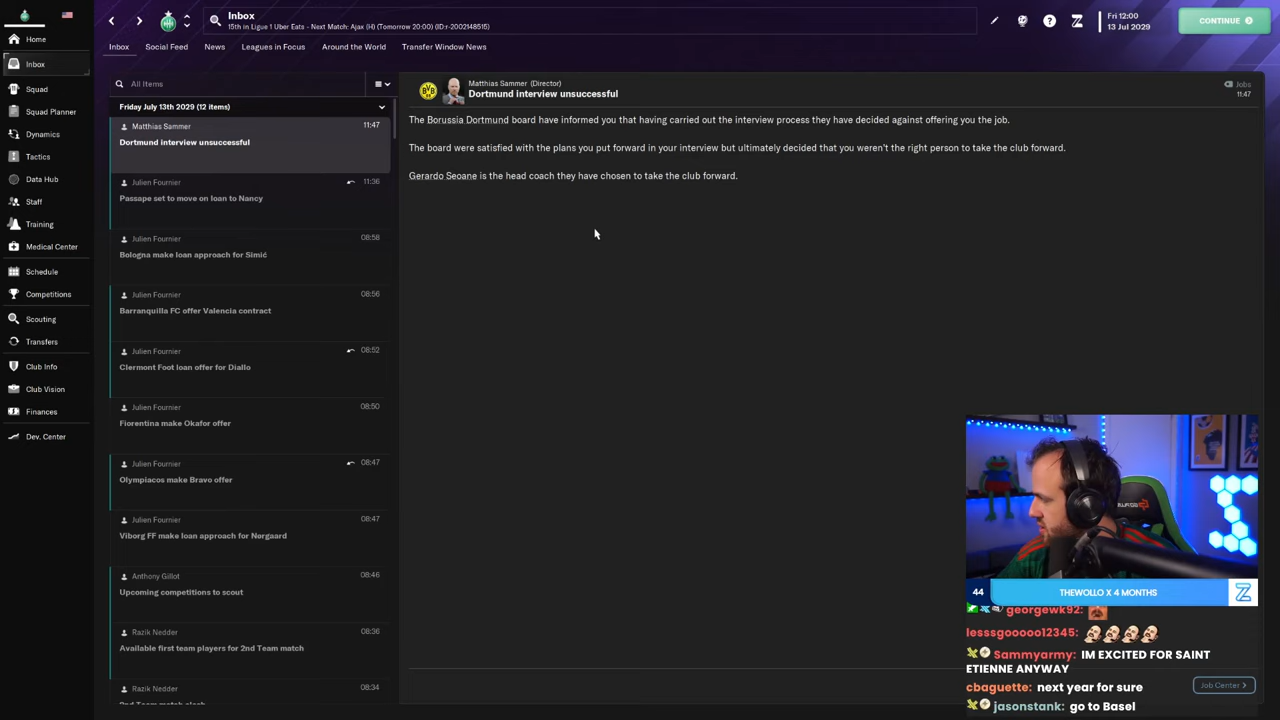 Inbox
15th in Ligue 1 Uber Eats - Next Match: Ajax (H) (Tomorrow 20:00) (ID:r-2002148515)
Fri 12:00
13 Jul 2029
CONTINUE
Inbox
Social Feed
News
Leagues in Focus
Around the World
Transfer Window News
Home
Inbox
Squad
Squad Planner
Dynamics
Tactics
Data Hub
Staff
Training
Medical Center
Schedule
Competitions
Scouting
Transfers
Club Info
Club Vision
Finances
Dev. Center
All Items
Friday July 13th 2029 (12 items)
Matthias Sammer 11:47
Dortmund interview unsuccessful
Julien Fournier 11:36
Passape set to move on loan to Nancy
Julien Fournier 08:58
Bologna make loan approach for Simić
Julien Fournier 08:56
Barranquilla FC offer Valencia contract
Julien Fournier 08:52
Clermont Foot loan offer for Diallo
Julien Fournier 08:50
Fiorentina make Okafor offer
Julien Fournier 08:47
Olympiacos make Bravo offer
Julien Fournier 08:47
Viborg FF make loan approach for Nørgaard
Anthony Gillot 08:46
Upcoming competitions to scout
Razik Nedder 08:36
Available first team players for 2nd Team match
Razik Nedder 08:34
Matthias Sammer (Director)
Dortmund interview unsuccessful
Jobs
11:47
The Borussia Dortmund board have informed you that having carried out the interview process they have decided against offering you the job.
The board were satisfied with the plans you put forward in your interview but ultimately decided that you weren't the right person to take the club forward.
Gerardo Seoane is the head coach they have chosen to take the club forward.
44 THEWOLLO X 4 MONTHS
georgewk92:
lesssgooooo12345:
Sammyarmy: IM EXCITED FOR SAINT
ETIENNE ANYWAY
cbaguette: next year for sure
jasonstank: go to Basel
Job Center >